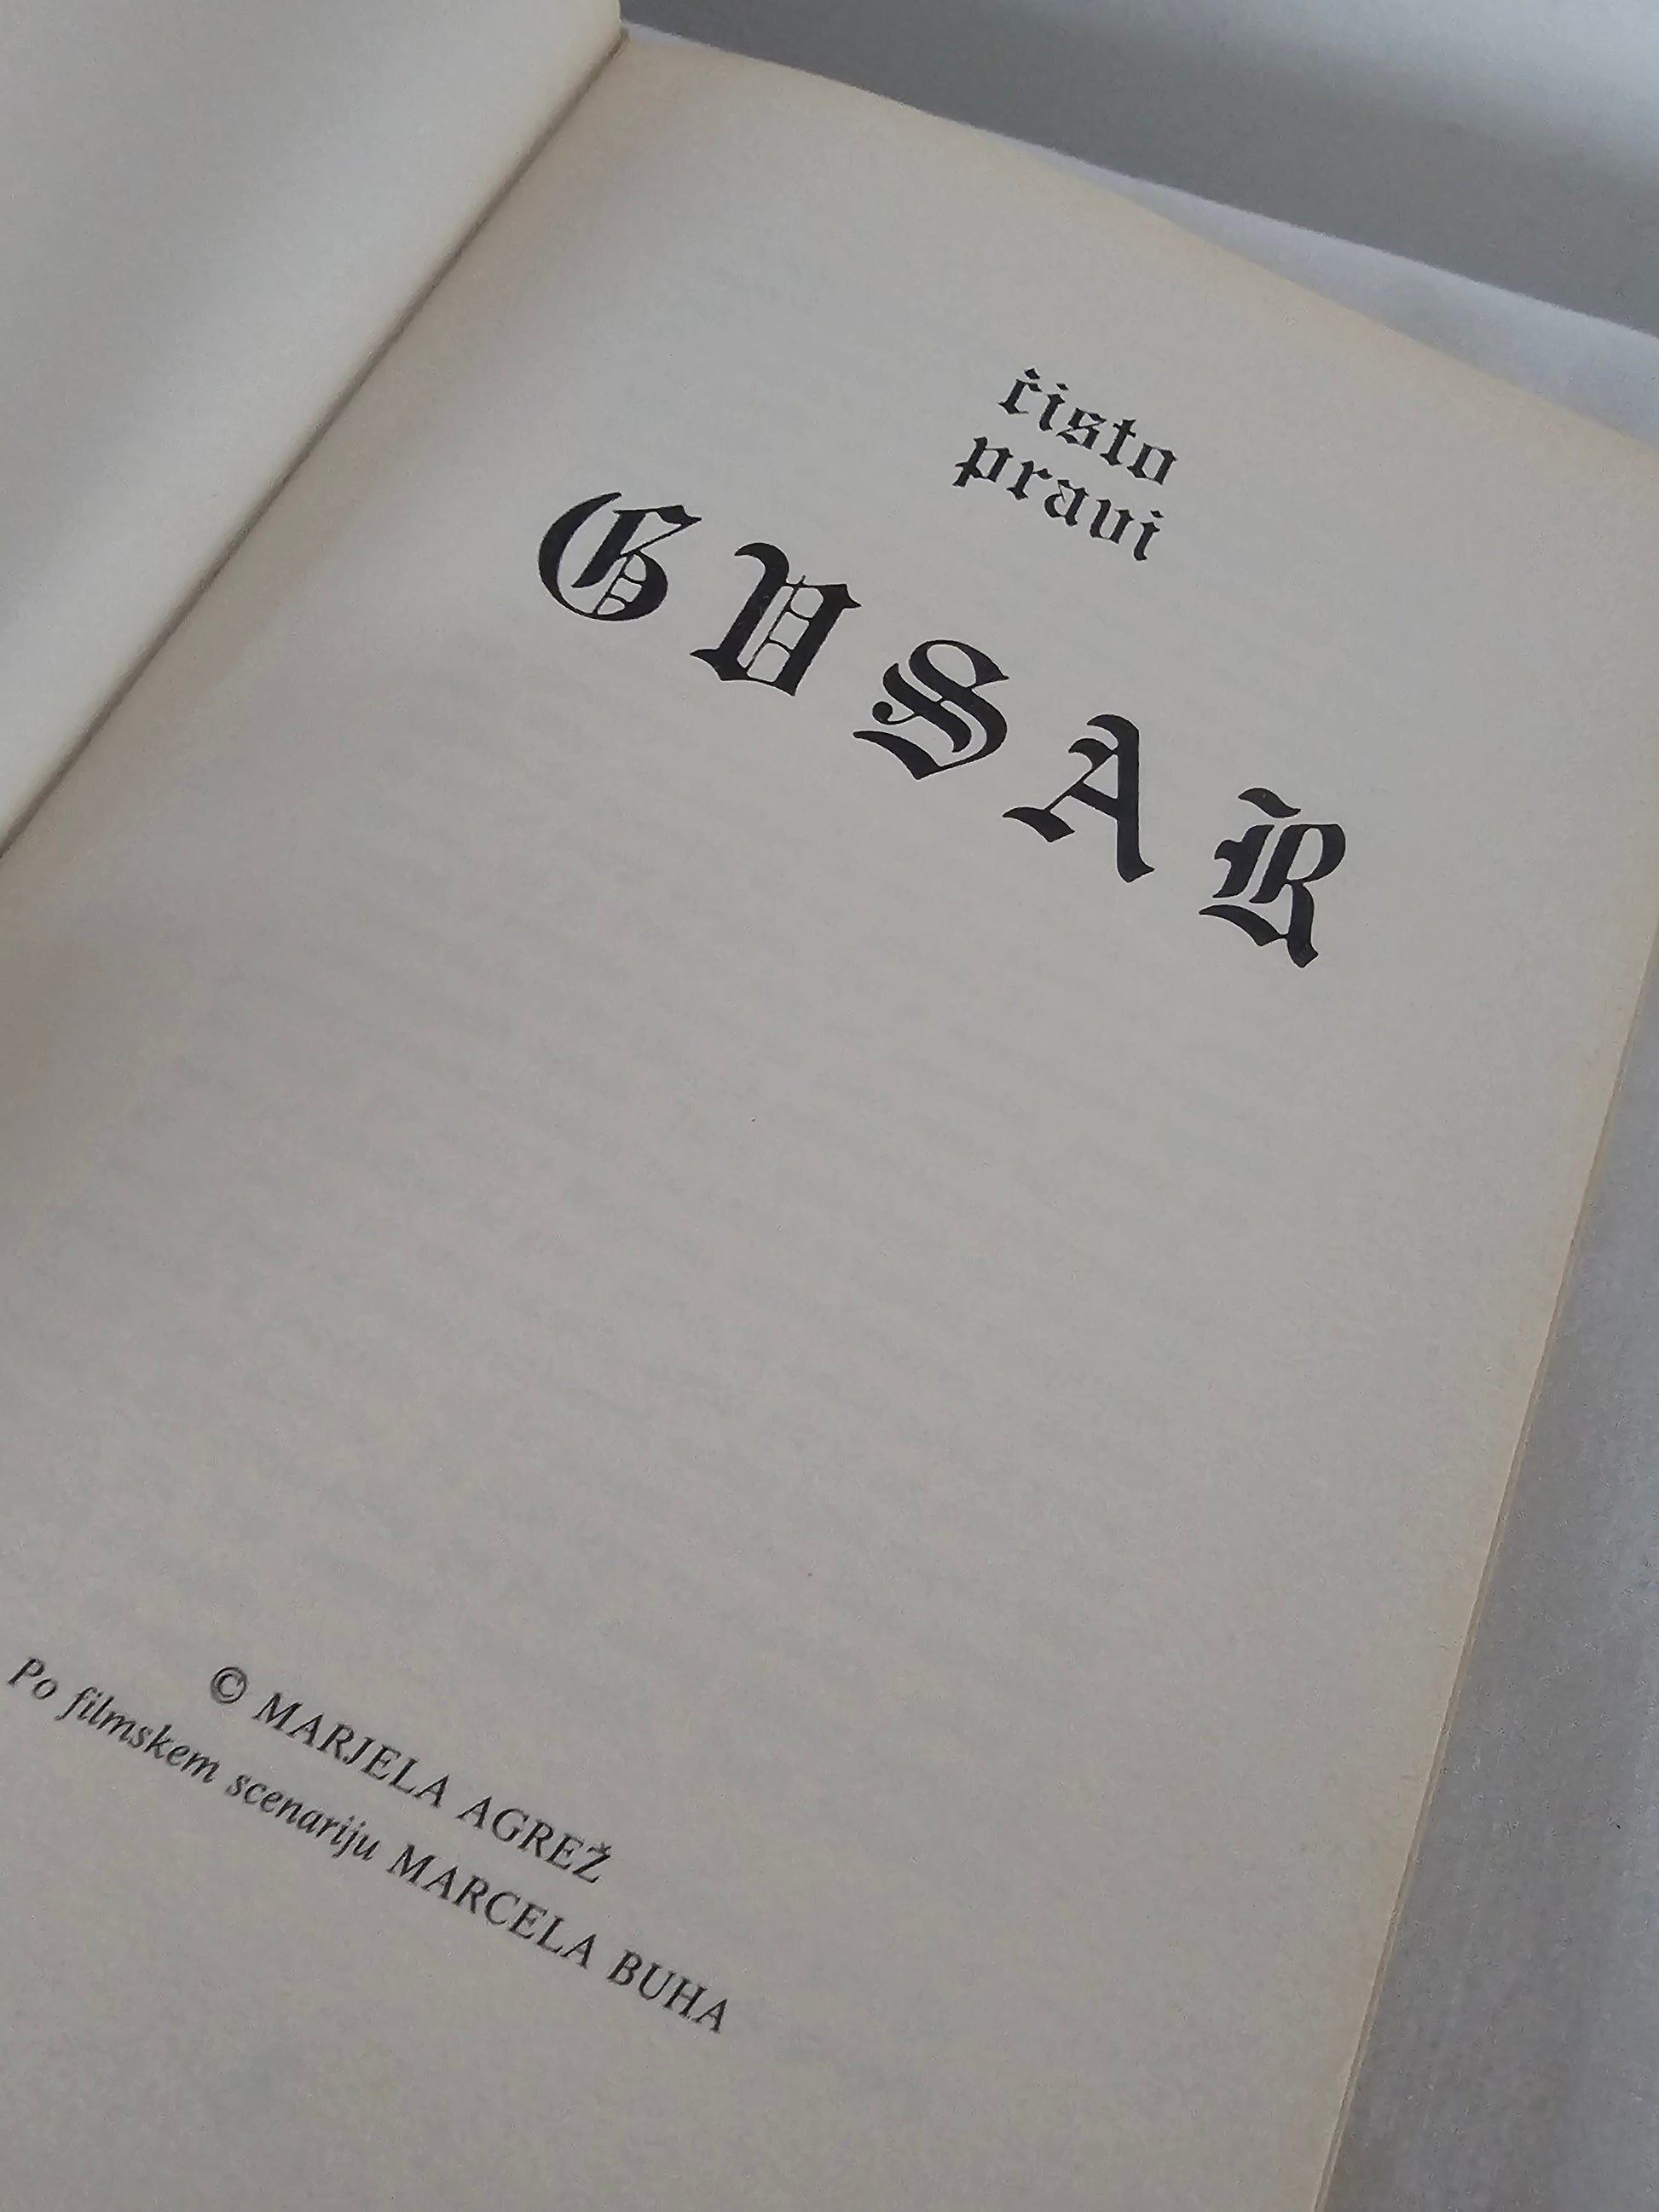 čisto
pravi
GUSAR
© MARJELA AGREŽ
Po filmskem scenariju MARCELA BUHA